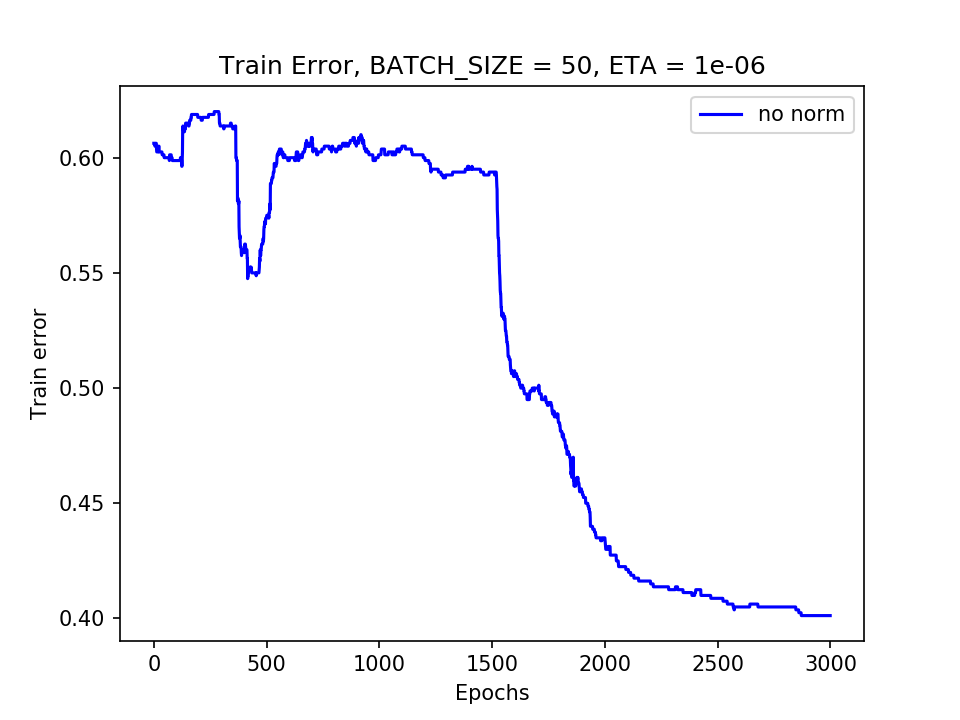 Train Error, BATCH_SIZE = 50, ETA = 1e-06
no norm
Train error
0.60
0.55
0.50
0.45
0.40
0 500 1000 1500 2000 2500 3000
Epochs